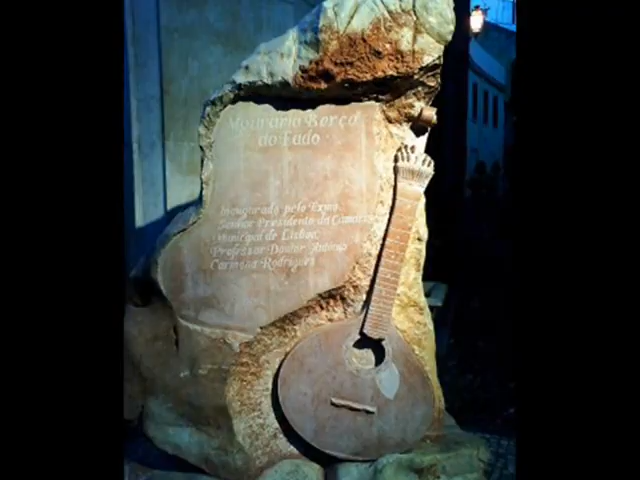 Mouraria Berço
do Fado
Inaugurado pelo Exmo.
Senhor Presidente da Câmara
Municipal de Lisboa,
Professor Doutor António
Carmona Rodrigues